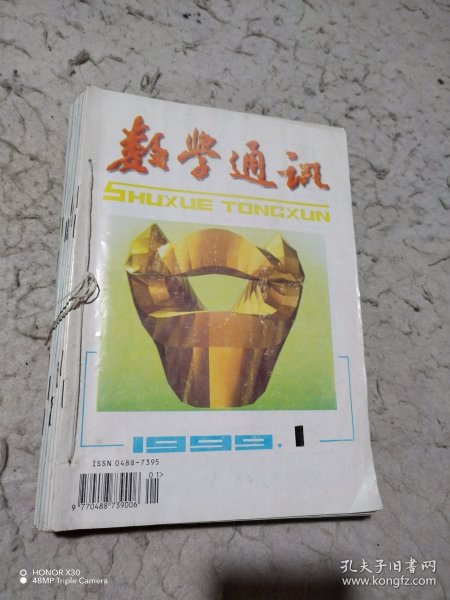 数学通讯
SHUXUE TONGXUN
1999.1
ISSN 0488-7395
01>
9 770488 739006
HONOR X30
48MP Triple Camera
孔夫子旧书网
www.kongfz.com